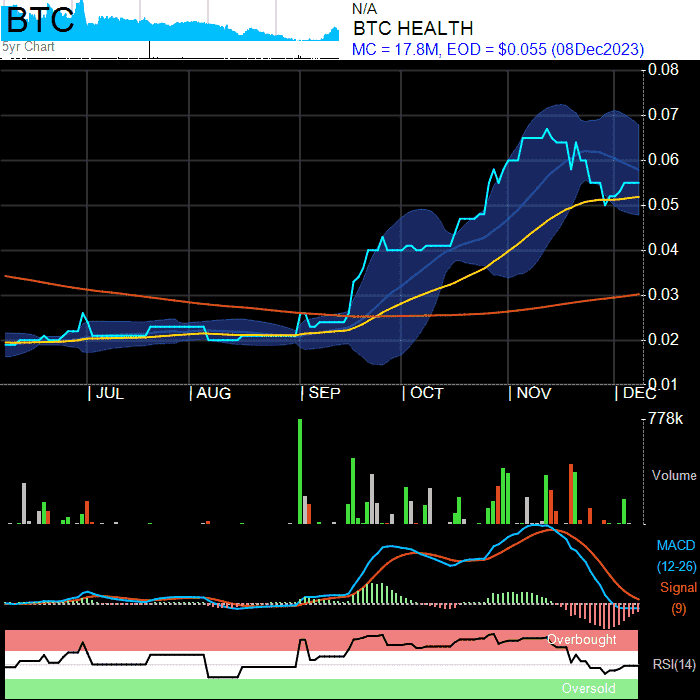 BTC
5yr Chart
N/A
BTC HEALTH
MC = 17.8M, EOD = $0.055 (08Dec2023)
0.08
0.07
0.06
0.05
0.04
0.03
0.02
0.01
JUL AUG SEP OCT NOV DEC
778k
Volume
MACD
(12-26)
Signal
(9)
Overbought
RSI(14)
Oversold